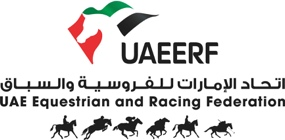 UAEERF
اتحاد الإمارات للفروسية والسباق
UAE Equestrian and Racing Federation